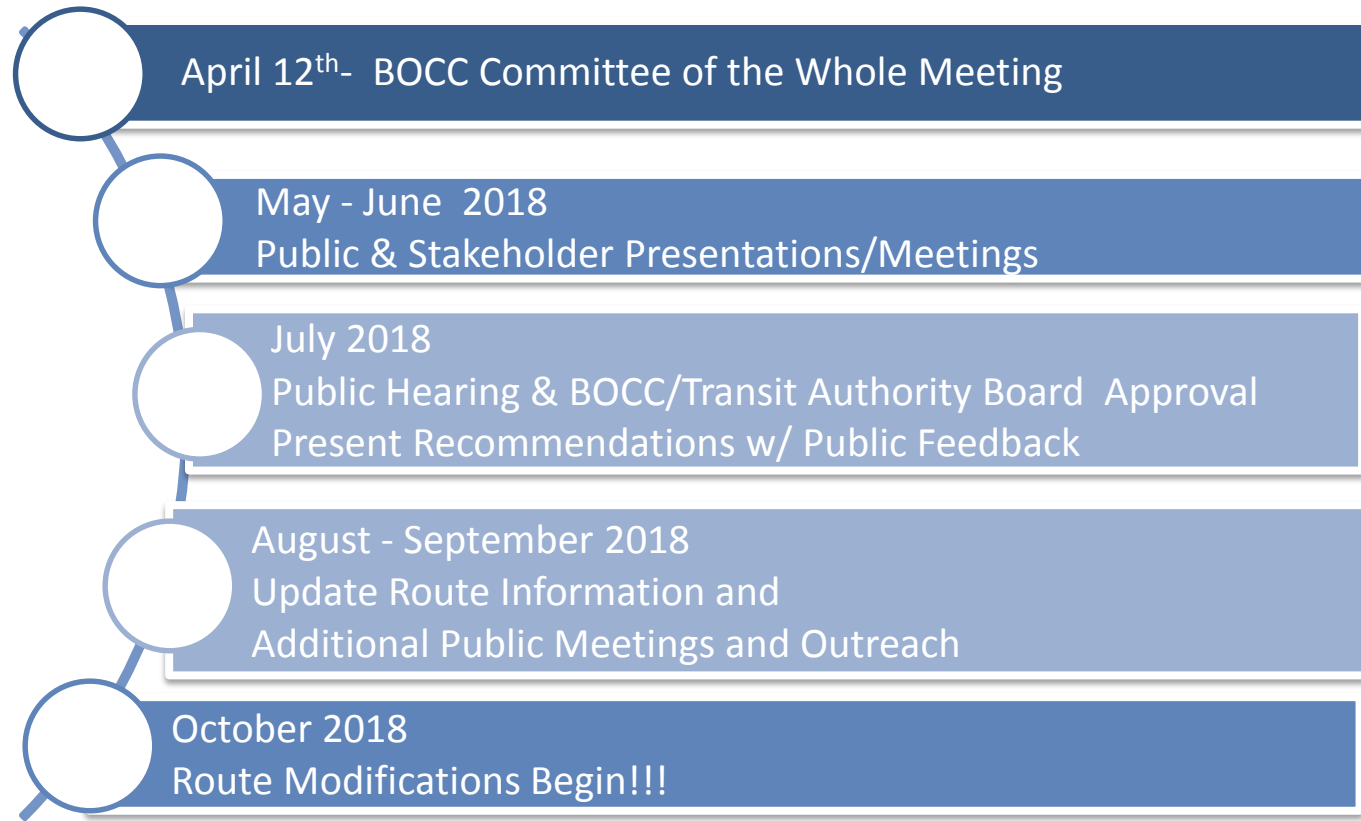 April 12th- BOCC Committee of the Whole Meeting
May - June 2018
Public & Stakeholder Presentations/Meetings
July 2018
Public Hearing & BOCC/Transit Authority Board Approval
Present Recommendations w/ Public Feedback
August - September 2018
Update Route Information and
Additional Public Meetings and Outreach
October 2018
Route Modifications Begin!!!